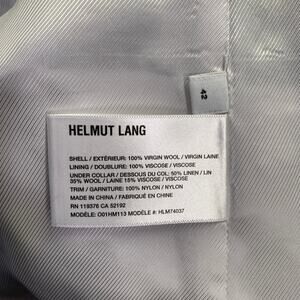 42
HELMUT LANG
SHELL / EXTÉRIEUR: 100% VIRGIN WOOL / VIRGIN LAINE
LINING / DOUBLURE: 100% VISCOSE / VISCOSE
UNDER COLLAR / DESSOUS DU COL: 50% LINEN / LIN
35% WOOL / LAINE 15% VISCOSE / VISCOSE
TRIM / GARNITURE: 100% NYLON / NYLON
MADE IN CHINA / FABRIQUÉ EN CHINE
RN 119376 CA 52192
MODÈLE: O01HM113 MODÈLE #: HLM74037